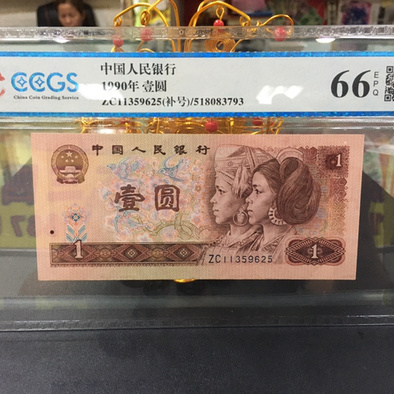 CCGS
China Coin Grading Service
中国人民银行
1990年 壹圆
ZC11359625(补号)/518083793
66 EPQ
中国人民银行
1
壹圆
1
1
ZC11359625